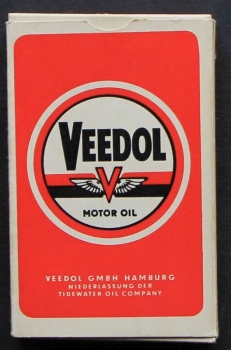 VEEDOL
V
MOTOR OIL
VEEDOL GMBH HAMBURG
NIEDERLASSUNG DER
TIDEWATER OIL COMPANY